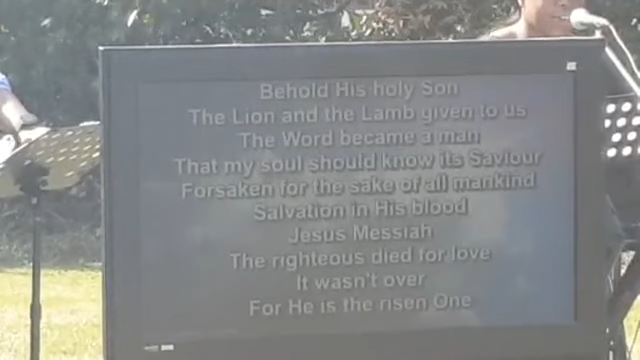 Behold His holy Son
The Lion and the Lamb given to us
The Word became a man
That my soul should know its Saviour
Forsaken for the sake of all mankind
Salvation in His blood
Jesus Messiah
The righteous died for love
It wasn't over
For He is the risen One